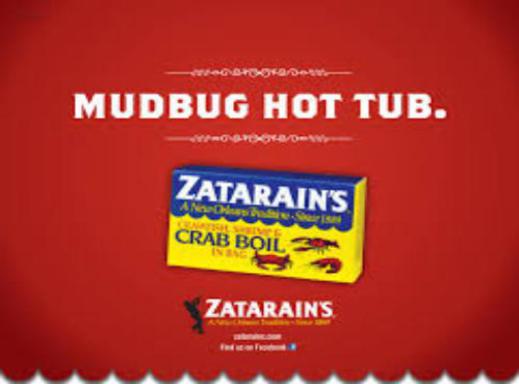 MUDBUG HOT TUB.
ZATARAIN'S
A New Orleans Tradition - Since 1889
CRAWFISH, SHRIMP &
CRAB BOIL
IN BAG
ZATARAIN'S
A New Orleans Tradition - Since 1889
zatarains.com
Find us on Facebook